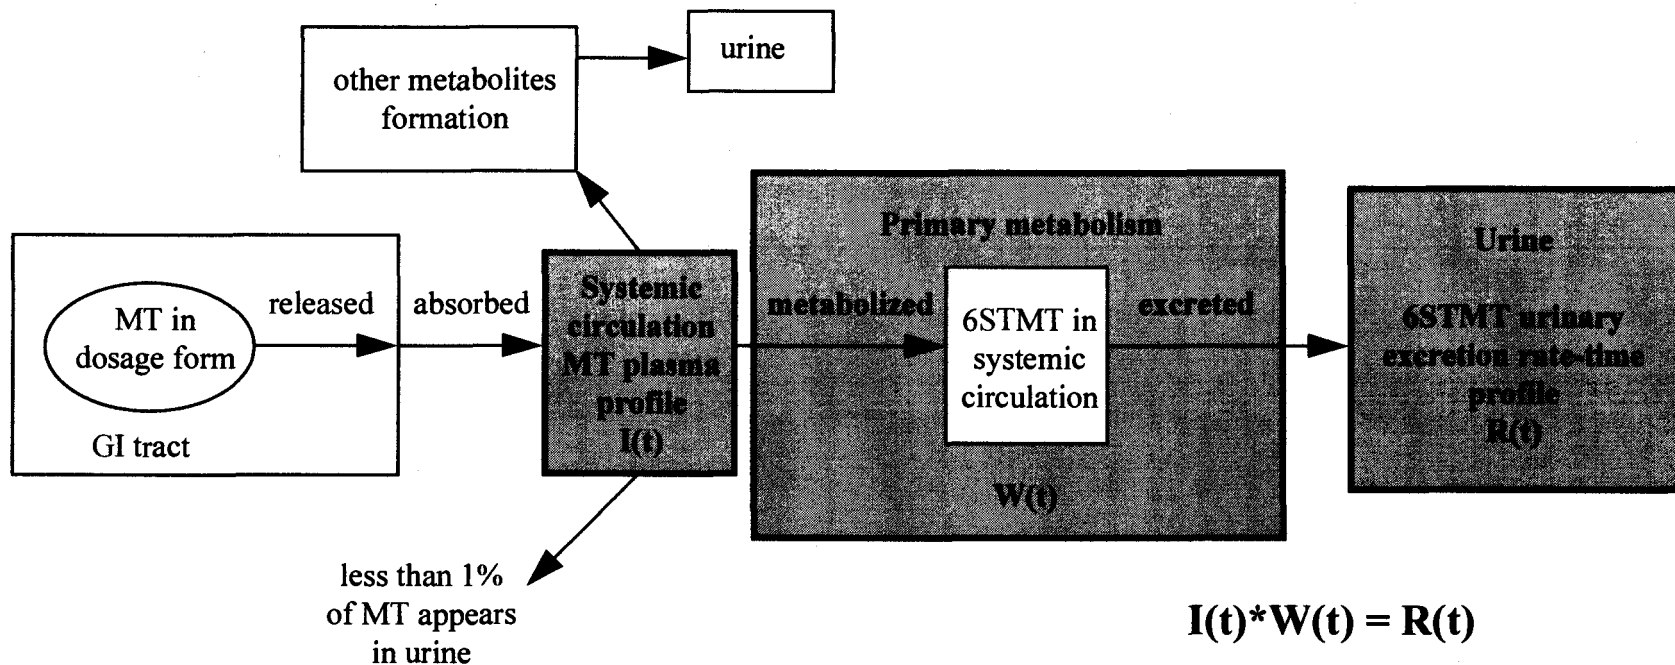 urine
other metabolites
formation
Primary metabolism
Urine
released
absorbed
Systemic
circulation
MT plasma
profile
I(t)
metabolized
6STMT in
systemic
circulation
excreted
6STMT urinary
excretion rate-time
profile
R(t)
MT in
dosage form
GI tract
W(t)
less than 1%
of MT appears
in urine
I(t)*W(t) = R(t)